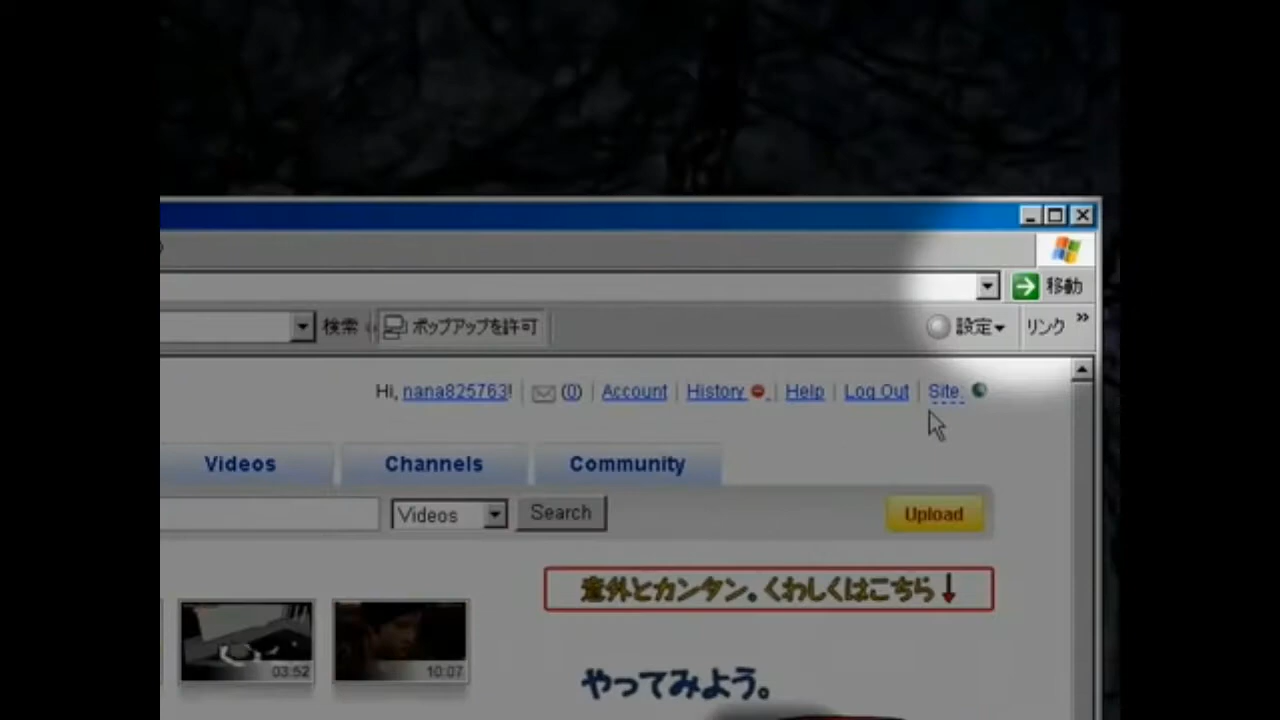 移動
検索 ポップアップを許可 設定 リンク »
Hi, nana825763! (0) | Account | History | Help | Log Out | Site:
Videos Channels Community
Videos Search Upload
意外とカンタン。くわしくはこちら↓
03:52 10:07
やってみよう。